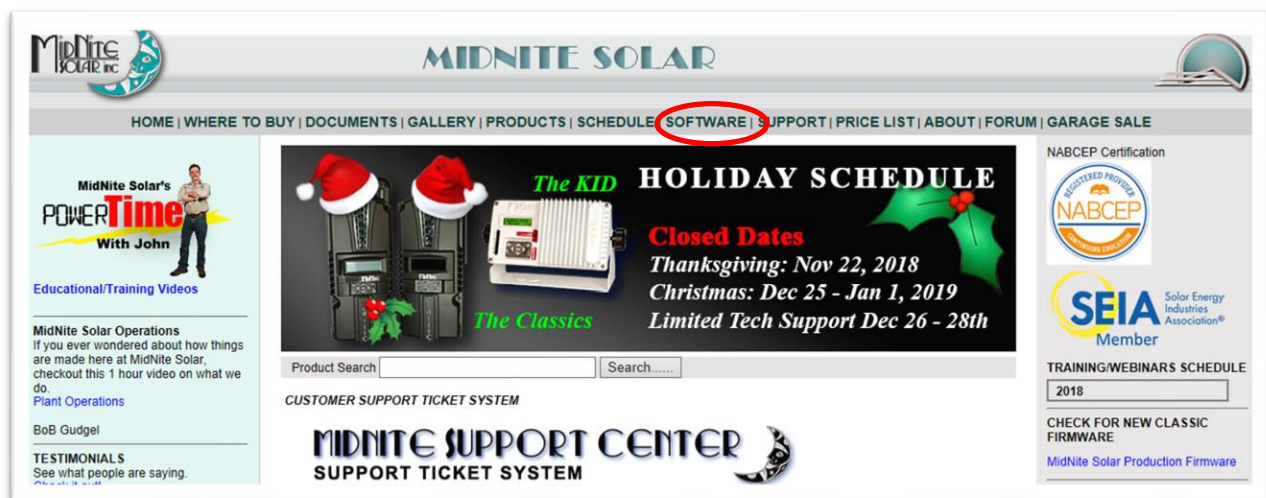 MIDNITE SOLAR INC
MIDNITE SOLAR
HOME | WHERE TO BUY | DOCUMENTS | GALLERY | PRODUCTS | SCHEDULE | SOFTWARE | SUPPORT | PRICE LIST | ABOUT | FORUM | GARAGE SALE
MidNite Solar's
POWERTime
With John
Educational/Training Videos
MidNite Solar Operations
If you ever wondered about how things
are made here at MidNite Solar,
checkout this 1 hour video on what we
do.
Plant Operations
BoB Gudgel
TESTIMONIALS
See what people are saying.
Check it out!
The KID
HOLIDAY SCHEDULE
Closed Dates
Thanksgiving: Nov 22, 2018
Christmas: Dec 25 - Jan 1, 2019
The Classics
Limited Tech Support Dec 26 - 28th
Product Search
Search......
CUSTOMER SUPPORT TICKET SYSTEM
MIDNITE SUPPORT CENTER
SUPPORT TICKET SYSTEM
NABCEP Certification
REGISTERED PROVIDER
NABCEP
CONTINUING EDUCATION
SEIA
Solar Energy
Industries
Association®
Member
TRAINING/WEBINARS SCHEDULE
2018
CHECK FOR NEW CLASSIC
FIRMWARE
MidNite Solar Production Firmware